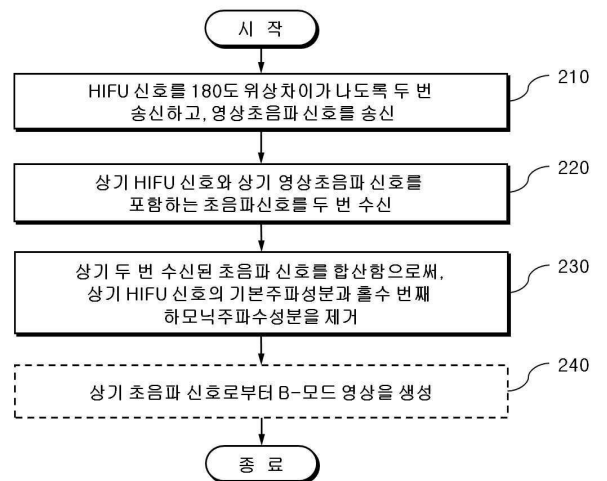 시 작
HIFU 신호를 180도 위상차이가 나도록 두 번
송신하고, 영상초음파 신호를 송신
210
상기 HIFU 신호와 상기 영상초음파 신호를
포함하는 초음파신호를 두 번 수신
220
상기 두 번 수신된 초음파 신호를 합산함으로써,
상기 HIFU 신호의 기본주파성분과 홀수 번째
하모닉주파수성분을 제거
230
상기 초음파 신호로부터 B-모드 영상을 생성
240
종 료